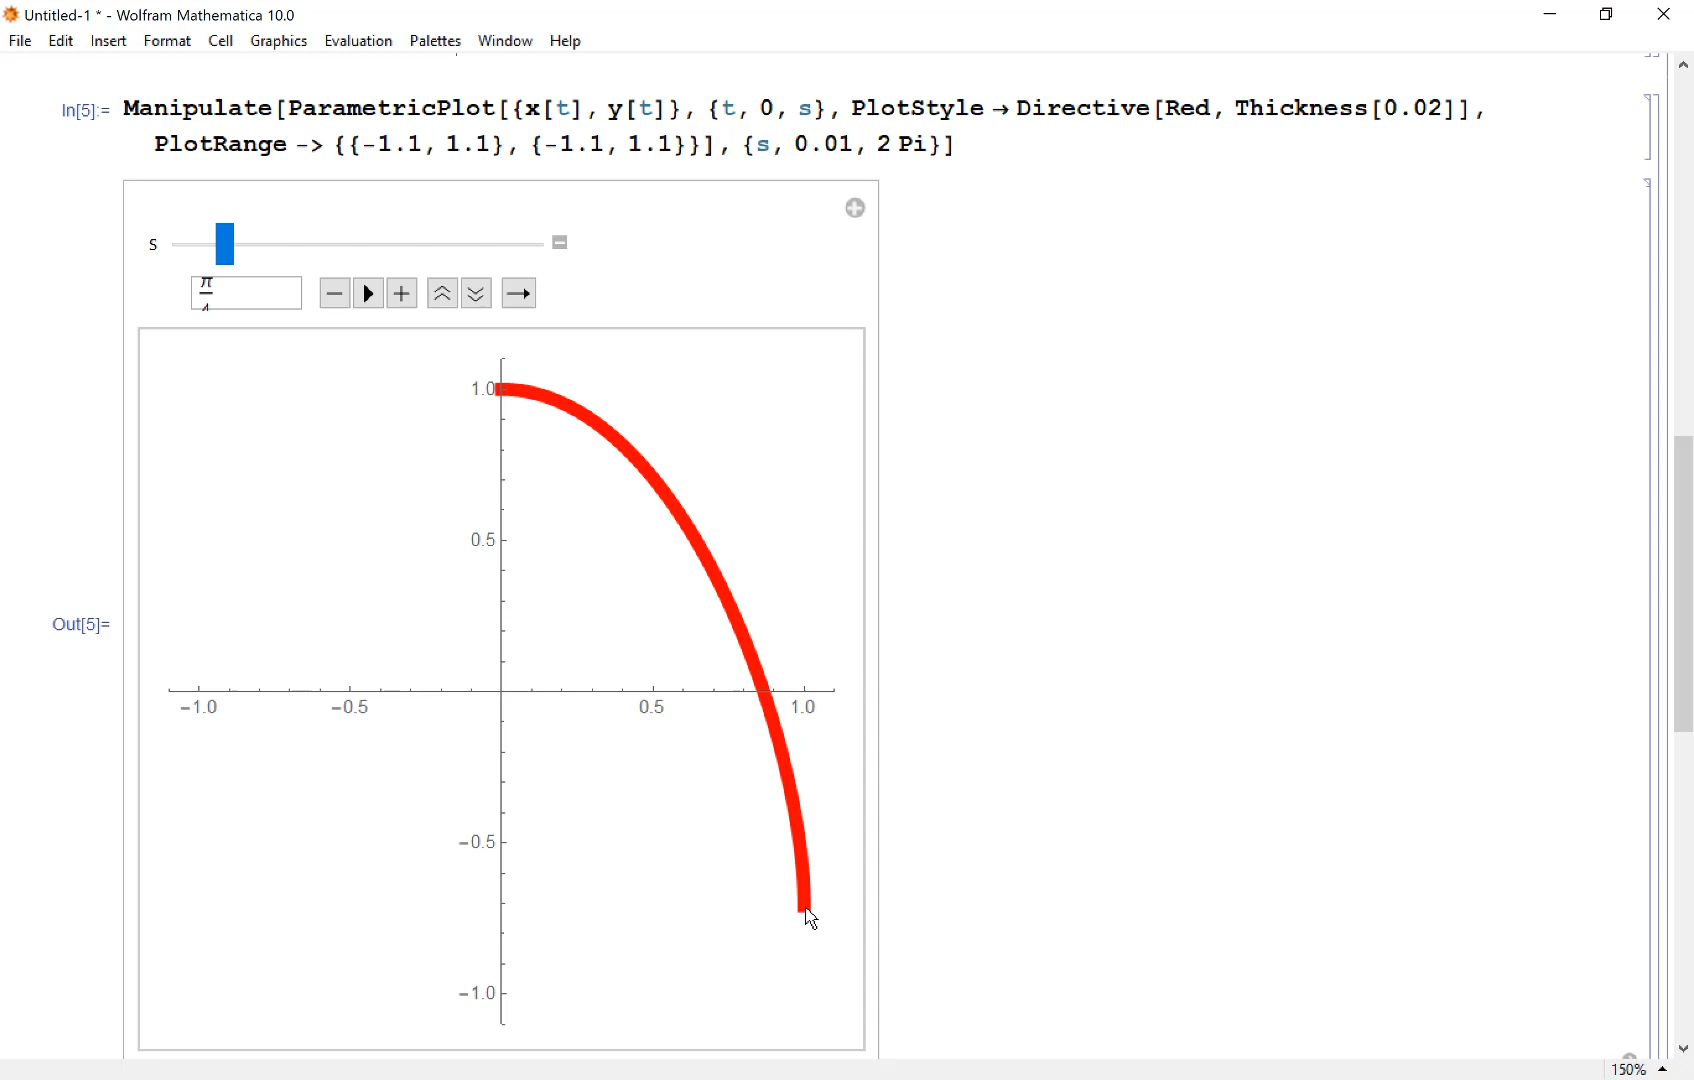 Untitled-1 * - Wolfram Mathematica 10.0
File Edit Insert Format Cell Graphics Evaluation Palettes Window Help
In[5]:= Manipulate[ParametricPlot[{x[t], y[t]}, {t, 0, s}, PlotStyle → Directive[Red, Thickness[0.02]],
PlotRange -> {{-1.1, 1.1}, {-1.1, 1.1}}], {s, 0.01, 2 Pi}]
s
π
4
1.0
0.5
Out[5]=
-1.0 -0.5 0.5 1.0
-0.5
-1.0
150%